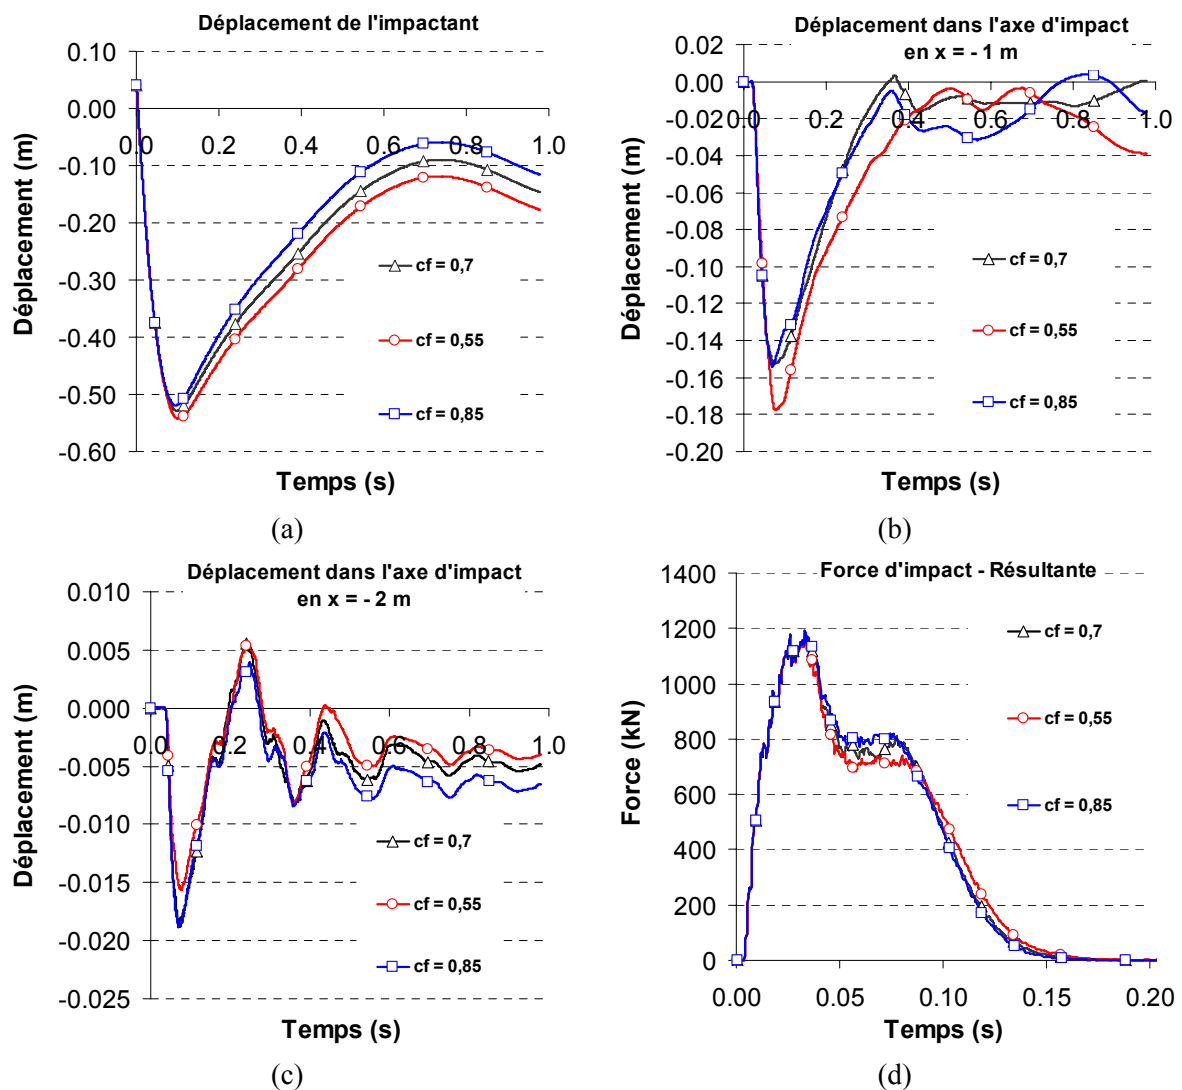 Déplacement de l'impactant
0.10
0.00
-0.10
-0.20
-0.30
-0.40
-0.50
-0.60
0.0 0.2 0.4 0.6 0.8 1.0
Déplacement (m)
cf = 0,7
cf = 0,55
cf = 0,85
Temps (s)
(a)
Déplacement dans l'axe d'impact
en x = - 1 m
0.02
0.00
-0.02
-0.04
-0.06
-0.08
-0.10
-0.12
-0.14
-0.16
-0.18
-0.20
0.0 0.2 0.4 0.6 0.8 1.0
Déplacement (m)
cf = 0,7
cf = 0,55
cf = 0,85
Temps (s)
(b)
Déplacement dans l'axe d'impact
en x = - 2 m
0.010
0.005
0.000
-0.005
-0.010
-0.015
-0.020
-0.025
0.0 0.2 0.4 0.6 0.8 1.0
Déplacement (m)
cf = 0,7
cf = 0,55
cf = 0,85
Temps (s)
(c)
Force d'impact - Résultante
1400
1200
1000
800
600
400
200
0
0.00 0.05 0.10 0.15 0.20
Force (kN)
cf = 0,7
cf = 0,55
cf = 0,85
Temps (s)
(d)